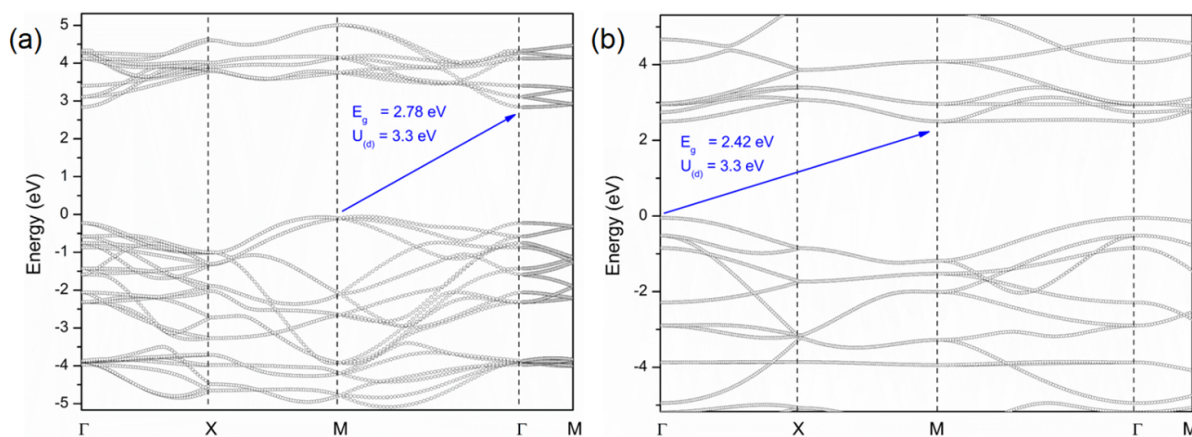 (a)
Energy (eV)
5
4
3
2
1
0
-1
-2
-3
-4
-5
E_g = 2.78 eV
U_(d) = 3.3 eV
Γ X M Γ M
(b)
Energy (eV)
4
2
0
-2
-4
E_g = 2.42 eV
U_(d) = 3.3 eV
Γ X M Γ M